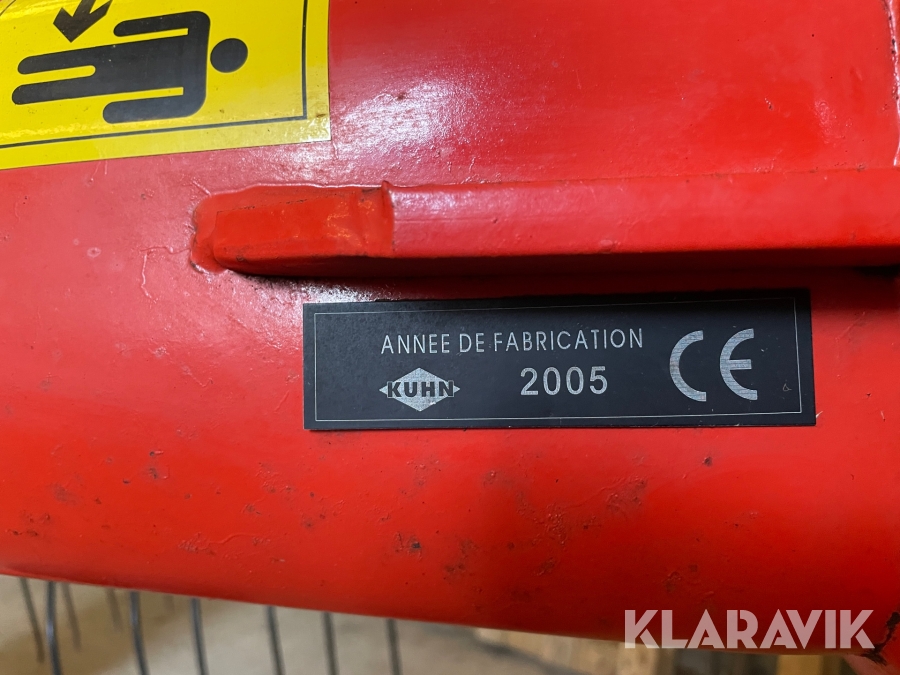 ANNEE DE FABRICATION
KUHN 2005 CE
KLARAVIK